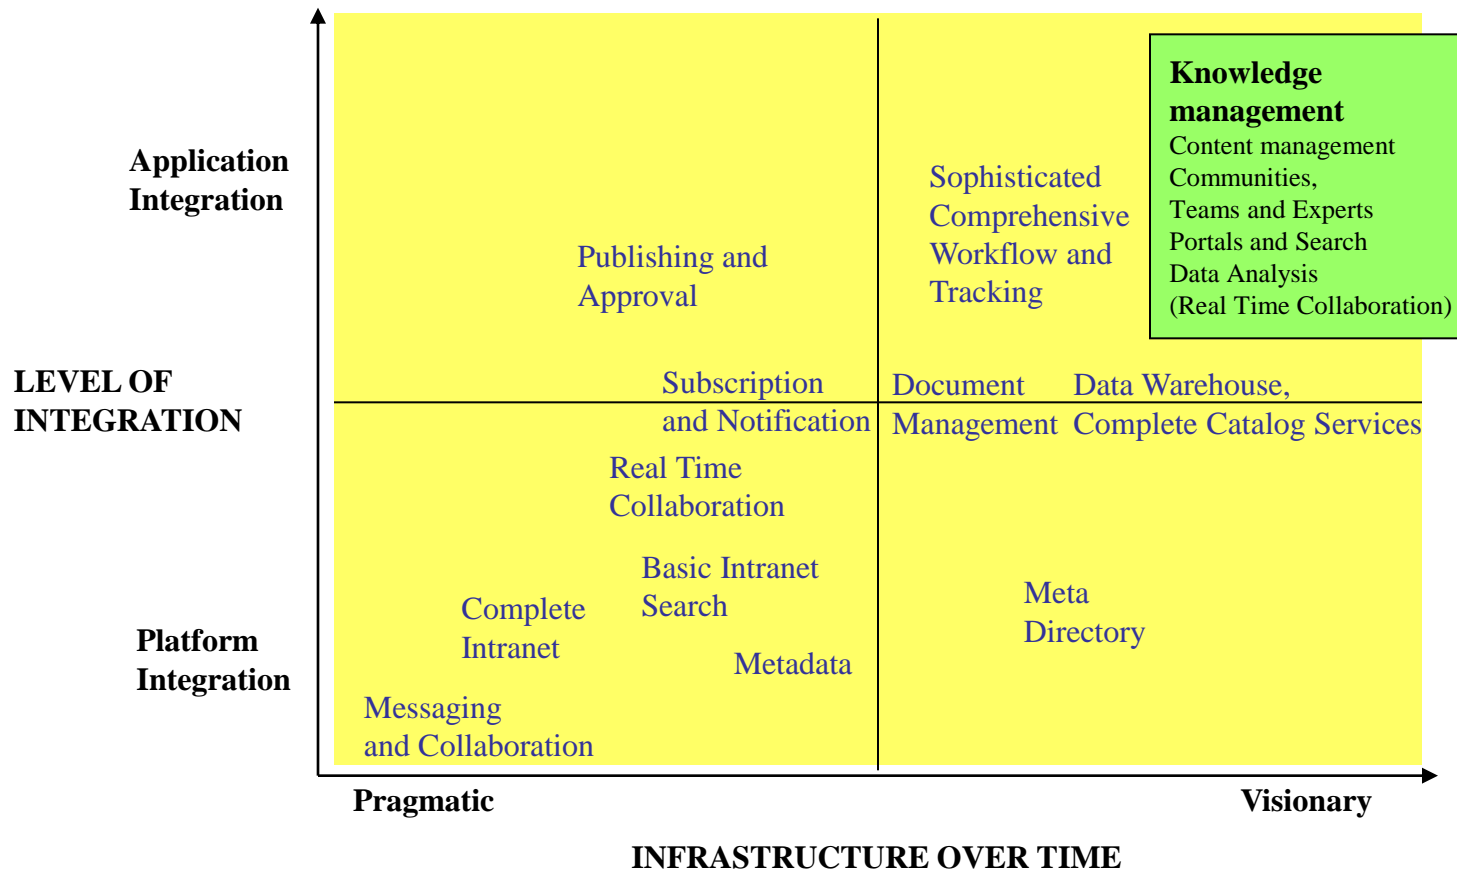 Knowledge
management
Content management
Communities,
Teams and Experts
Portals and Search
Data Analysis
(Real Time Collaboration)
Application
Integration
Sophisticated
Comprehensive
Workflow and
Tracking
Publishing and
Approval
LEVEL OF
INTEGRATION
Subscription
and Notification
Document
Management
Data Warehouse,
Complete Catalog Services
Real Time
Collaboration
Basic Intranet
Search
Complete
Intranet
Meta
Directory
Platform
Integration
Metadata
Messaging
and Collaboration
Pragmatic
Visionary
INFRASTRUCTURE OVER TIME